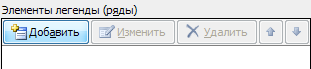 Элементы легенды (ряды)
Добавить Изменить Удалить